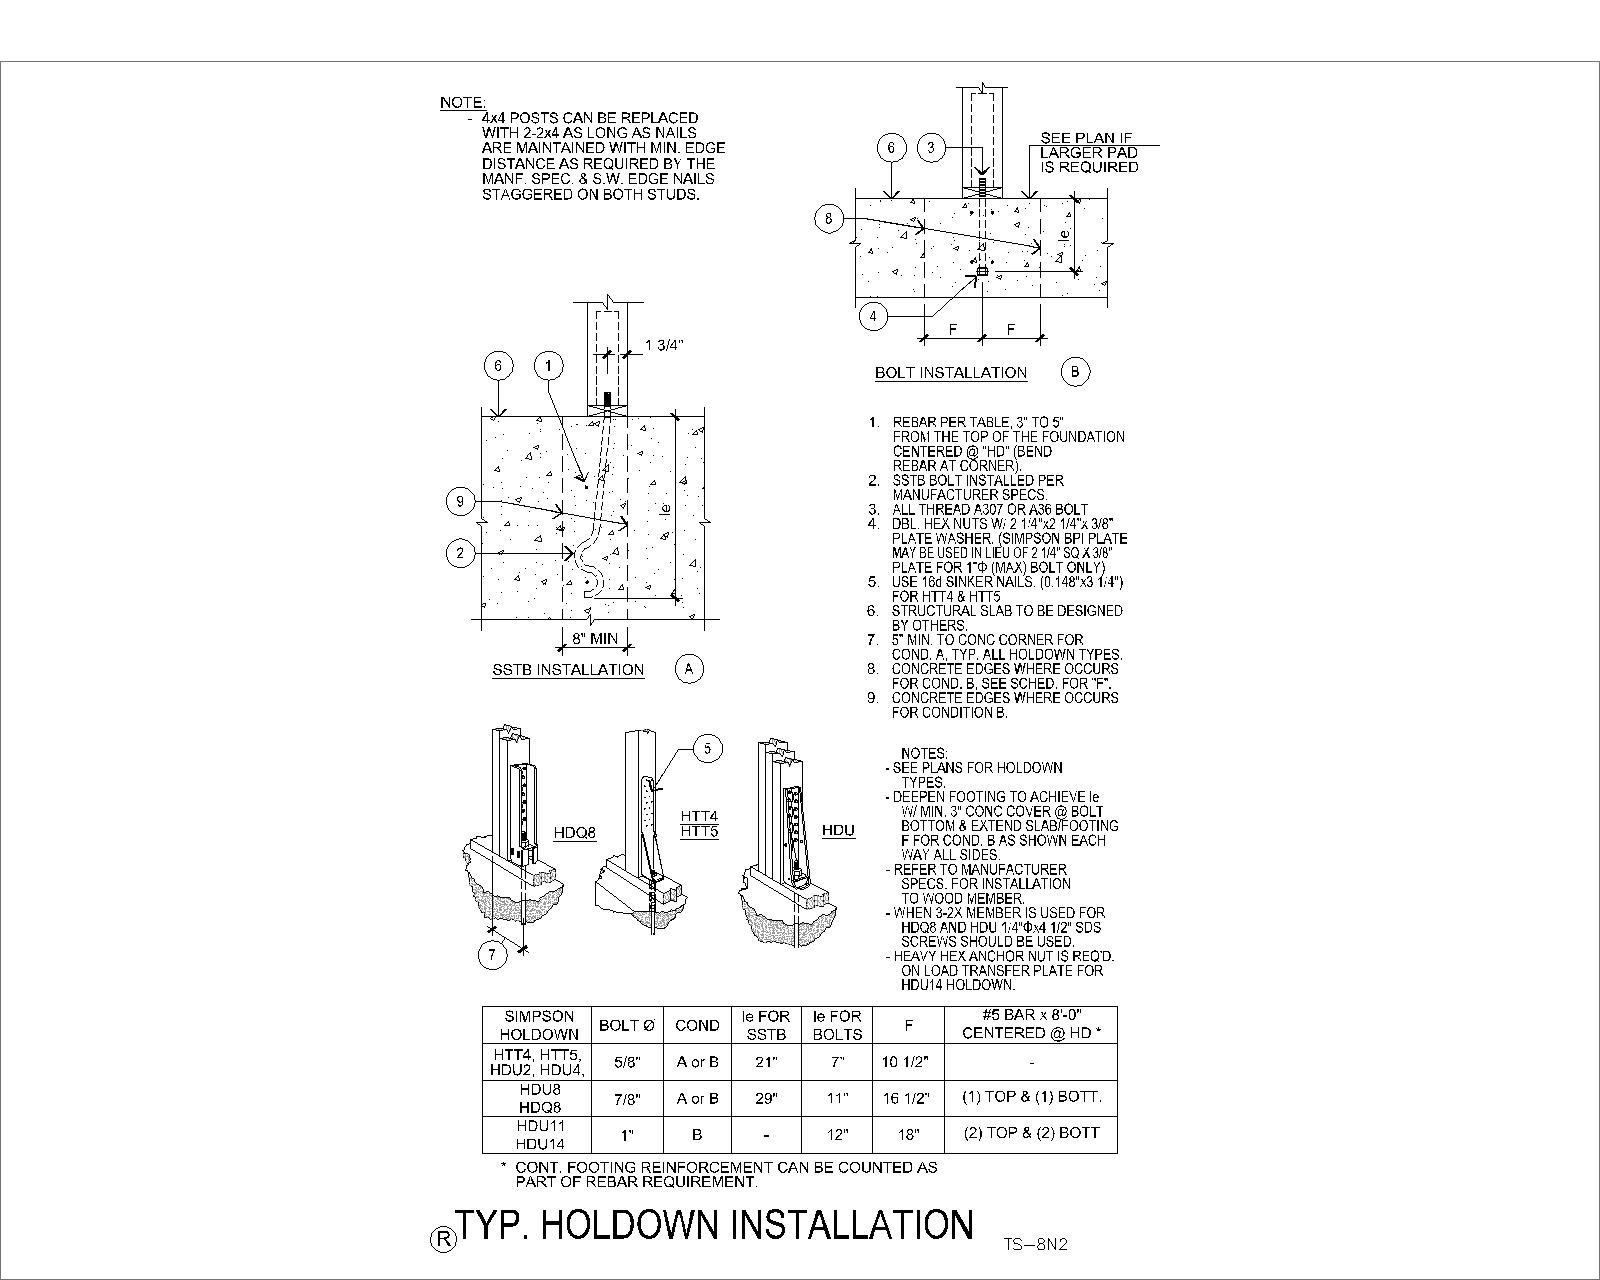 NOTE:
- 4x4 POSTS CAN BE REPLACED
WITH 2-2x4 AS LONG AS NAILS
ARE MAINTAINED WITH MIN. EDGE
DISTANCE AS REQUIRED BY THE
MANF. SPEC. & S.W. EDGE NAILS
STAGGERED ON BOTH STUDS.
6
3
SEE PLAN IF
LARGER PAD
IS REQUIRED
8
le
4
F
F
BOLT INSTALLATION
B
1 3/4"
6
1
9
le
2
8" MIN
SSTB INSTALLATION
A
1. REBAR PER TABLE, 3" TO 5"
FROM THE TOP OF THE FOUNDATION
CENTERED @ "HD" (BEND
REBAR AT CORNER).
2. SSTB BOLT INSTALLED PER
MANUFACTURER SPECS.
3. ALL THREAD A307 OR A36 BOLT
4. DBL. HEX NUTS W/ 2 1/4"x2 1/4"x 3/8"
PLATE WASHER. (SIMPSON BPI PLATE
MAY BE USED IN LIEU OF 2 1/4" SQ X 3/8"
PLATE FOR 1"Φ (MAX) BOLT ONLY)
5. USE 16d SINKER NAILS. (0.148"x3 1/4")
FOR HTT4 & HTT5
6. STRUCTURAL SLAB TO BE DESIGNED
BY OTHERS.
7. 5" MIN. TO CONC CORNER FOR
COND. A, TYP. ALL HOLDOWN TYPES.
8. CONCRETE EDGES WHERE OCCURS
FOR COND. B, SEE SCHED. FOR "F".
9. CONCRETE EDGES WHERE OCCURS
FOR CONDITION B.
5
HDQ8
HTT4
HTT5
HDU
7
NOTES:
- SEE PLANS FOR HOLDOWN
TYPES.
- DEEPEN FOOTING TO ACHIEVE le
W/ MIN. 3" CONC COVER @ BOLT
BOTTOM & EXTEND SLAB/FOOTING
F FOR COND. B AS SHOWN EACH
WAY ALL SIDES.
- REFER TO MANUFACTURER
SPECS. FOR INSTALLATION
TO WOOD MEMBER.
- WHEN 3-2X MEMBER IS USED FOR
HDQ8 AND HDU 1/4"Φx4 1/2" SDS
SCREWS SHOULD BE USED.
- HEAVY HEX ANCHOR NUT IS REQ'D.
ON LOAD TRANSFER PLATE FOR
HDU14 HOLDOWN.
SIMPSON HOLDOWN BOLT Ø COND le FOR SSTB le FOR BOLTS F #5 BAR x 8'-0" CENTERED @ HD *
HTT4, HTT5, HDU2, HDU4, 5/8" A or B 21" 7" 10 1/2" -
HDU8 HDQ8 7/8" A or B 29" 11" 16 1/2" (1) TOP & (1) BOTT.
HDU11 HDU14 1" B - 12" 18" (2) TOP & (2) BOTT
* CONT. FOOTING REINFORCEMENT CAN BE COUNTED AS
PART OF REBAR REQUIREMENT.
R TYP. HOLDOWN INSTALLATION
TS-8N2